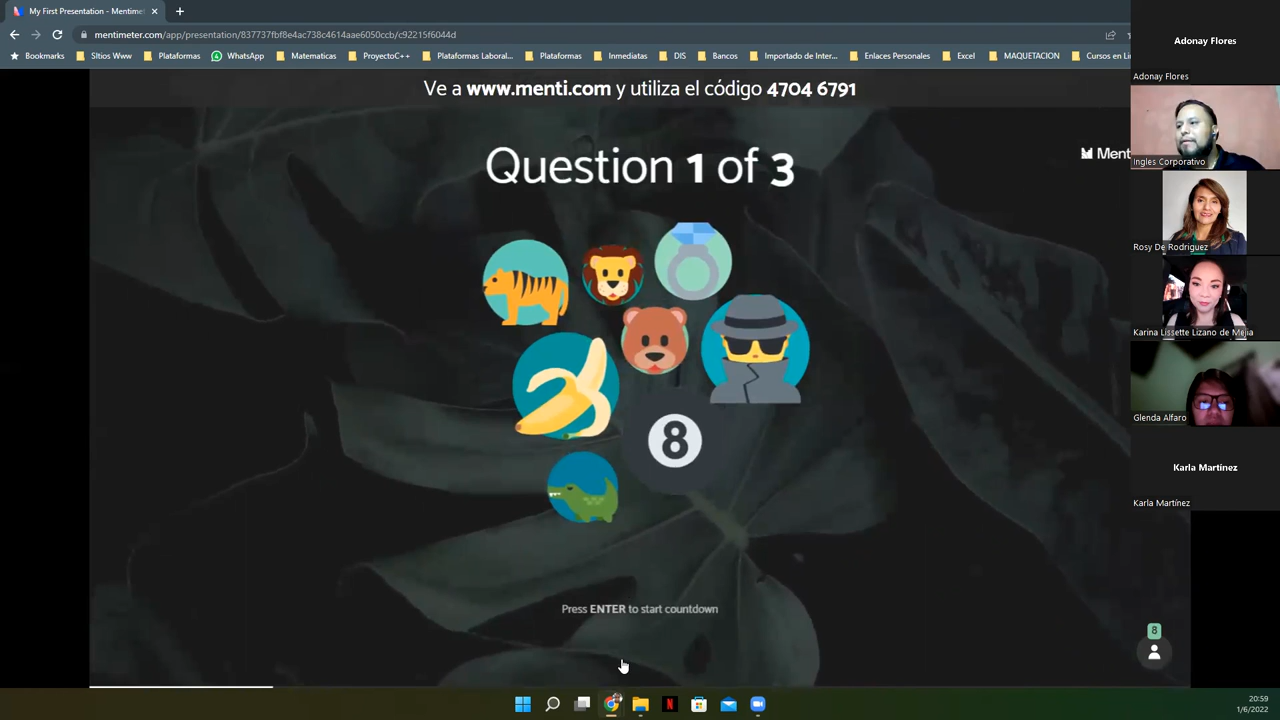 My First Presentation - Mentime
mentimeter.com/app/presentation/837737fbf8e4ac738c4614aae6050ccb/c92215f6044d
Bookmarks
Sitios Www
Plataformas
WhatsApp
Matematicas
ProyectoC++
Plataformas Laboral...
Plataformas
Inmediatas
DIS
Bancos
Importado de Inter...
Enlaces Personales
Excel
MAQUETACION
Cursos en Lí
Ve a www.menti.com y utiliza el código 4704 6791
Question 1 of 3
Ment
8
Press ENTER to start countdown
8
Adonay Flores
Adonay Flores
Ingles Corporativo
Rosy De Rodriguez
Karina Lissette Lizano de Mejia
Glenda Alfaro
Karla Martínez
Karla Martínez
N
20:59
1/6/2022